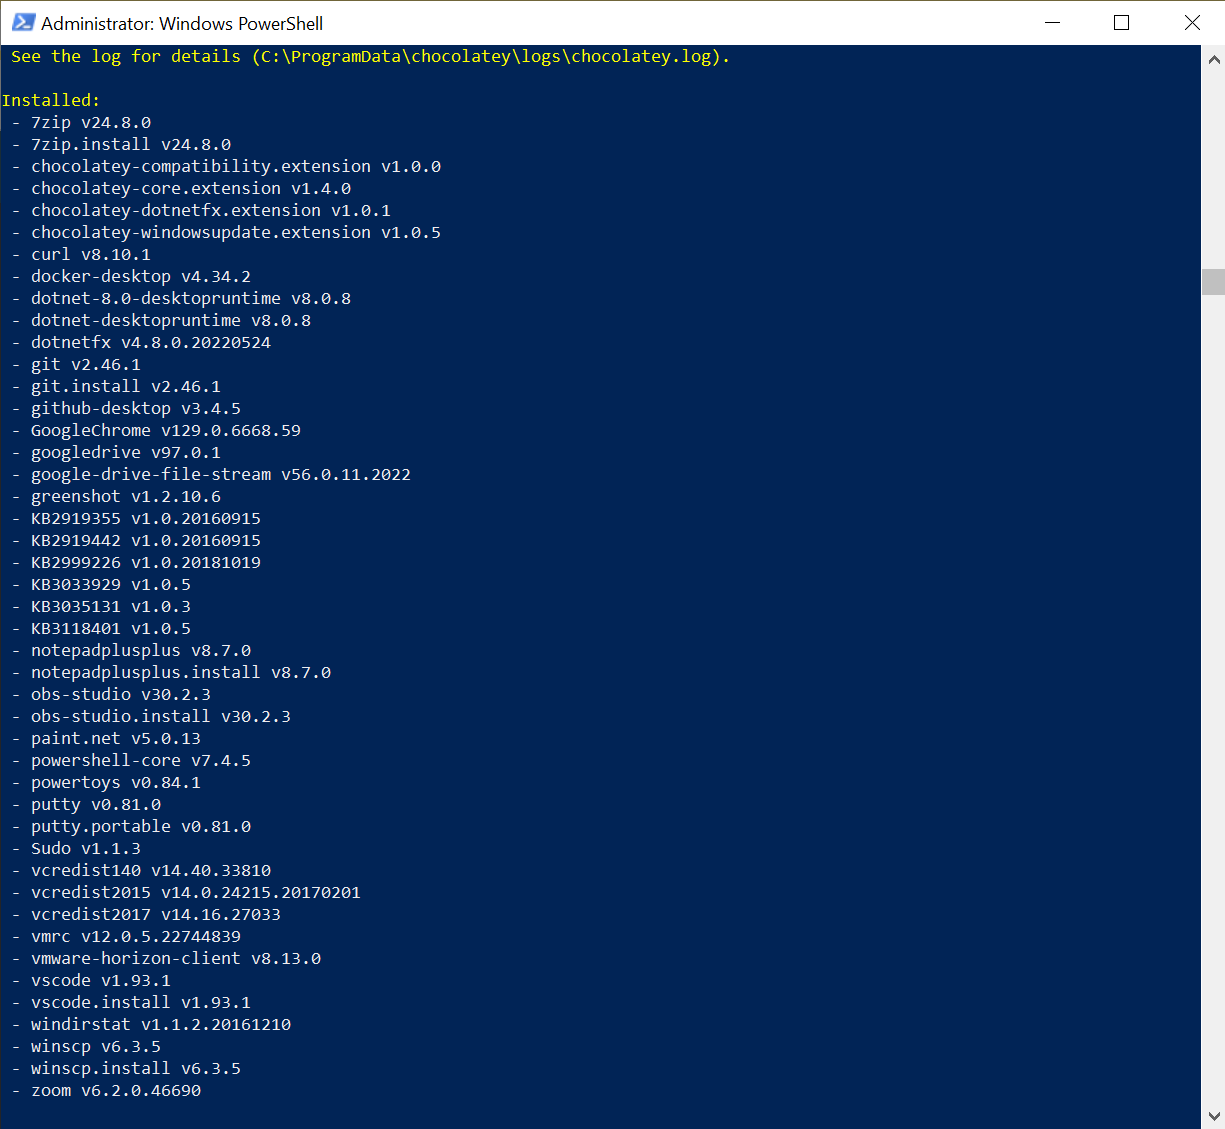 Administrator: Windows PowerShell
See the log for details (C:\ProgramData\chocolatey\logs\chocolatey.log).
Installed:
- 7zip v24.8.0
- 7zip.install v24.8.0
- chocolatey-compatibility.extension v1.0.0
- chocolatey-core.extension v1.4.0
- chocolatey-dotnetfx.extension v1.0.1
- chocolatey-windowsupdate.extension v1.0.5
- curl v8.10.1
- docker-desktop v4.34.2
- dotnet-8.0-desktopruntime v8.0.8
- dotnet-desktopruntime v8.0.8
- dotnetfx v4.8.0.20220524
- git v2.46.1
- git.install v2.46.1
- github-desktop v3.4.5
- GoogleChrome v129.0.6668.59
- googledrive v97.0.1
- google-drive-file-stream v56.0.11.2022
- greenshot v1.2.10.6
- KB2919355 v1.0.20160915
- KB2919442 v1.0.20160915
- KB2999226 v1.0.20181019
- KB3033929 v1.0.5
- KB3035131 v1.0.3
- KB3118401 v1.0.5
- notepadplusplus v8.7.0
- notepadplusplus.install v8.7.0
- obs-studio v30.2.3
- obs-studio.install v30.2.3
- paint.net v5.0.13
- powershell-core v7.4.5
- powertoys v0.84.1
- putty v0.81.0
- putty.portable v0.81.0
- Sudo v1.1.3
- vcredist140 v14.40.33810
- vcredist2015 v14.0.24215.20170201
- vcredist2017 v14.16.27033
- vmrc v12.0.5.22744839
- vmware-horizon-client v8.13.0
- vscode v1.93.1
- vscode.install v1.93.1
- windirstat v1.1.2.20161210
- winscp v6.3.5
- winscp.install v6.3.5
- zoom v6.2.0.46690